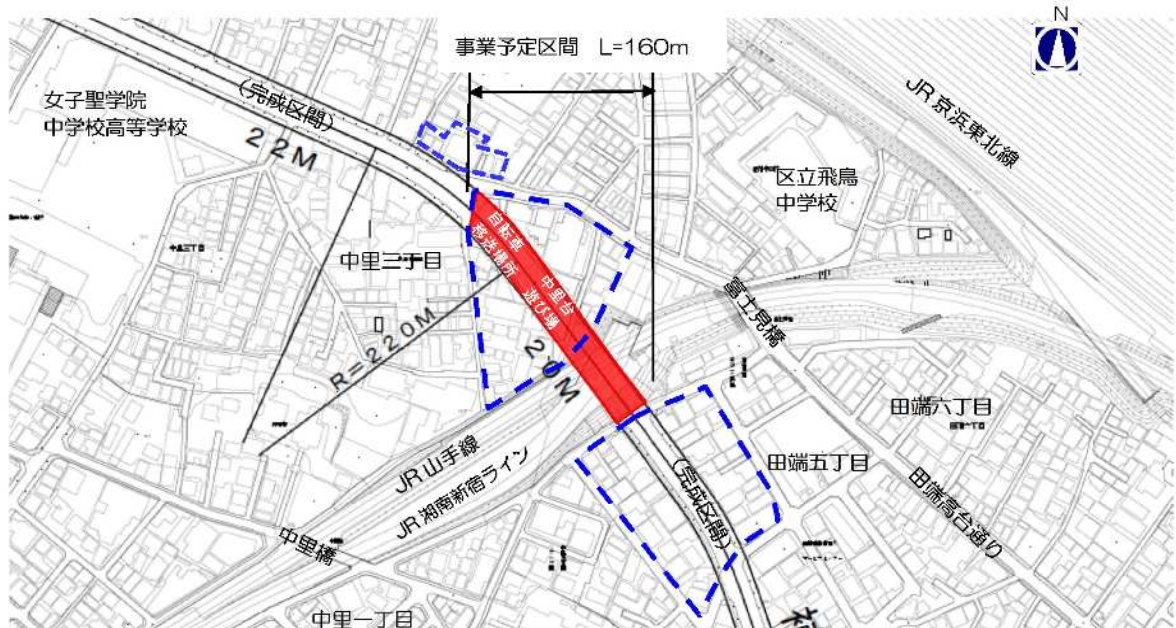 N
事業予定区間　L=160m
JR京浜東北線
女子聖学院
中学校高等学校
(完成区間)
22M
区立飛鳥
中学校
自転車
移送場所
中里台
遊び場
中里三丁目
中里三丁目
富士見橋
R=220M
20M
田端六丁目
JR山手線
田端五丁目
JR湘南新宿ライン
(完成区間)
田端高台通り
中里橋
中里一丁目